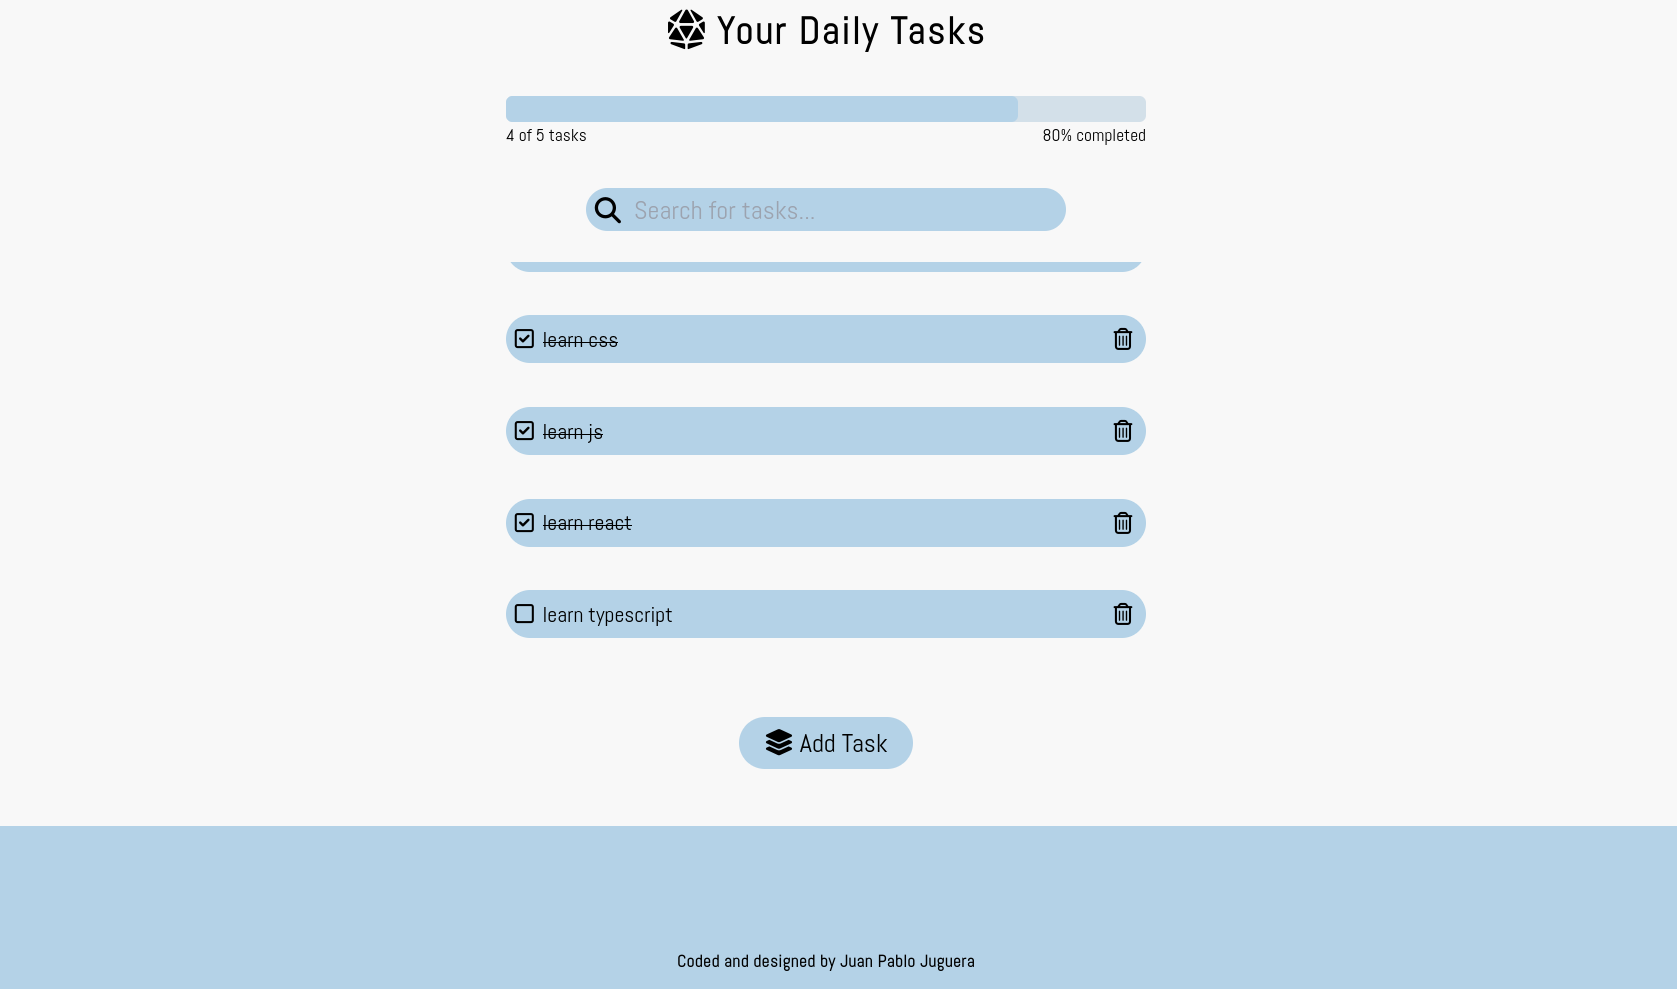 Your Daily Tasks
4 of 5 tasks
80% completed
Search for tasks...
learn css
learn js
learn react
learn typescript
Add Task
Coded and designed by Juan Pablo Juguera